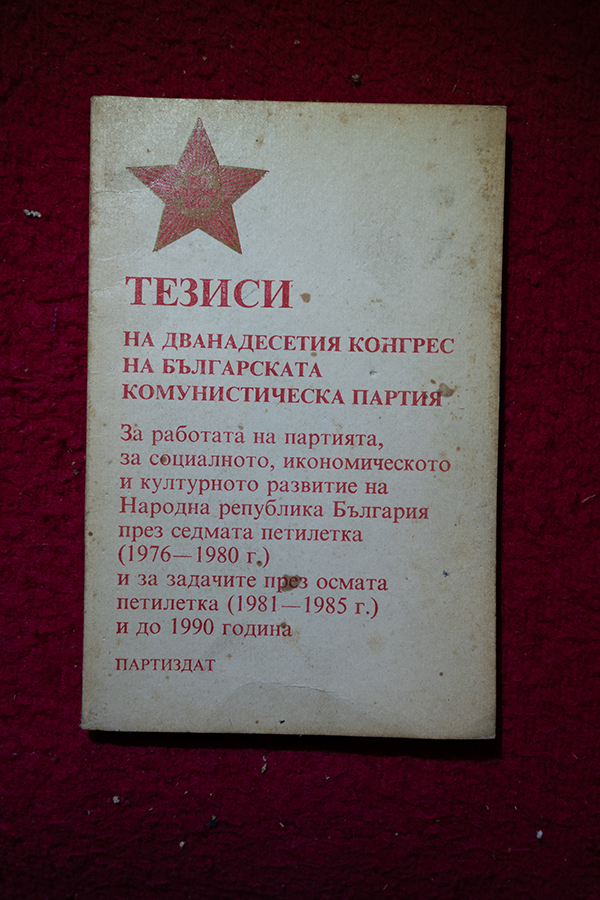 ТЕЗИСИ
НА ДВАНАДЕСЕТИЯ КОНГРЕС
НА БЪЛГАРСКАТА
КОМУНИСТИЧЕСКА ПАРТИЯ
За работата на партията,
за социалното, икономическото
и културното развитие на
Народна република България
през седмата петилетка
(1976—1980 г.)
и за задачите през осмата
петилетка (1981—1985 г.)
и до 1990 година
ПАРТИЗДАТ